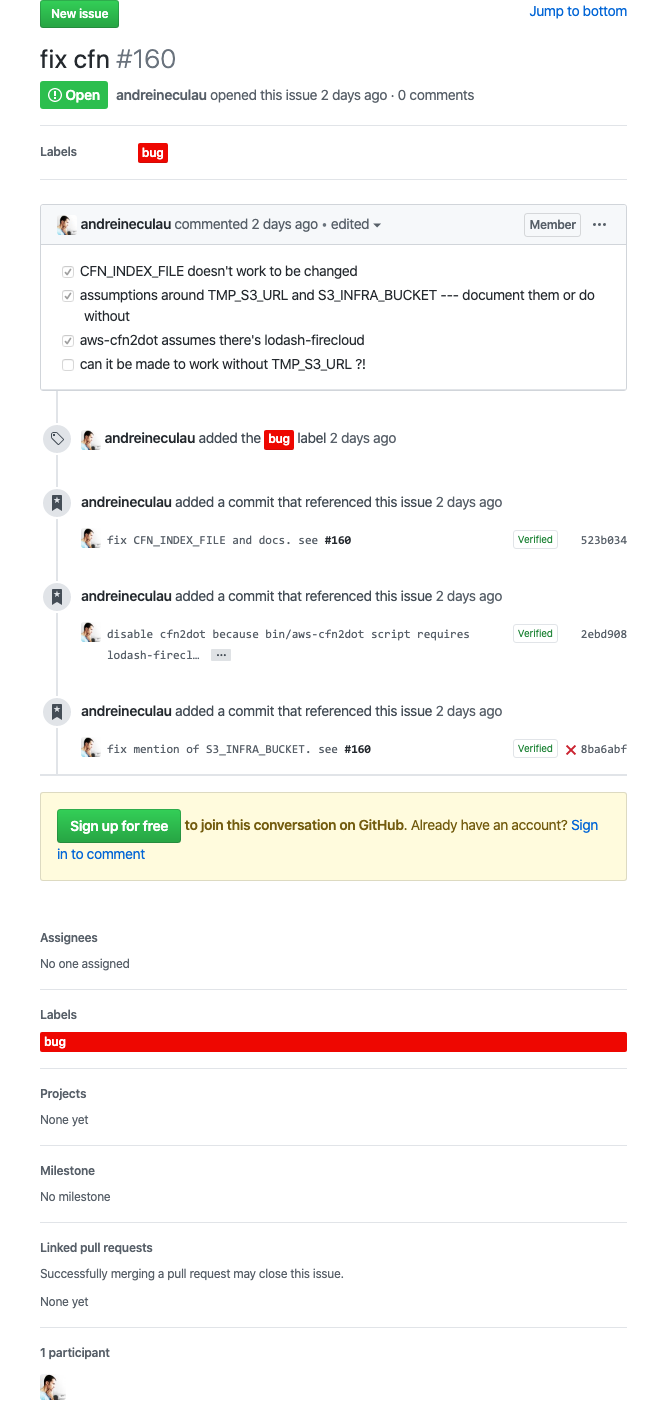 New issue
Jump to bottom
fix cfn #160
Open andreineculau opened this issue 2 days ago · 0 comments
Labels bug
andreineculau commented 2 days ago • edited
Member ···
CFN_INDEX_FILE doesn't work to be changed
assumptions around TMP_S3_URL and S3_INFRA_BUCKET --- document them or do
without
aws-cfn2dot assumes there's lodash-firecloud
can it be made to work without TMP_S3_URL ?!
andreineculau added the bug label 2 days ago
andreineculau added a commit that referenced this issue 2 days ago
fix CFN_INDEX_FILE and docs. see #160 Verified 523b034
andreineculau added a commit that referenced this issue 2 days ago
disable cfn2dot because bin/aws-cfn2dot script requires Verified 2ebd908
lodash-firecl… …
andreineculau added a commit that referenced this issue 2 days ago
fix mention of S3_INFRA_BUCKET. see #160 Verified 8ba6abf
Sign up for free to join this conversation on GitHub. Already have an account? Sign
in to comment
Assignees
No one assigned
Labels
bug
Projects
None yet
Milestone
No milestone
Linked pull requests
Successfully merging a pull request may close this issue.
None yet
1 participant